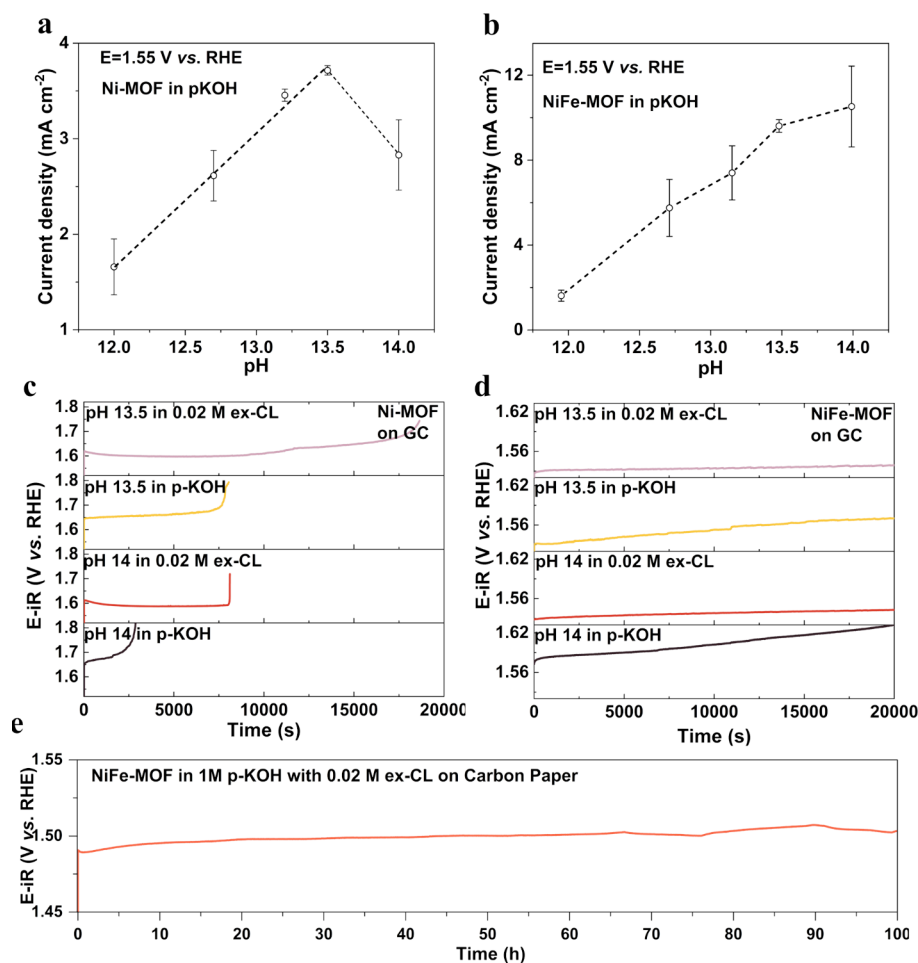 a
E=1.55 V vs. RHE
Ni-MOF in pKOH
Current density (mA cm-2)
4
3
2
1
12.0 12.5 13.0 13.5 14.0
pH
b
E=1.55 V vs. RHE
NiFe-MOF in pKOH
Current density (mA cm-2)
12
8
4
0
12.0 12.5 13.0 13.5 14.0
pH
c
E-iR (V vs. RHE)
1.8
pH 13.5 in 0.02 M ex-CL
Ni-MOF
on GC
1.7
1.6
1.8
pH 13.5 in p-KOH
1.7
1.6
1.8
pH 14 in 0.02 M ex-CL
1.7
1.6
1.8
pH 14 in p-KOH
1.7
1.6
0 5000 10000 15000 20000
Time (s)
d
E-iR (V vs. RHE)
1.62
pH 13.5 in 0.02 M ex-CL
NiFe-MOF
on GC
1.56
1.62
pH 13.5 in p-KOH
1.56
1.62
pH 14 in 0.02 M ex-CL
1.56
1.62
pH 14 in p-KOH
1.56
0 5000 10000 15000 20000
Time (s)
e
E-iR (V vs. RHE)
1.55
NiFe-MOF in 1M p-KOH with 0.02 M ex-CL on Carbon Paper
1.50
1.45
0 10 20 30 40 50 60 70 80 90 100
Time (h)